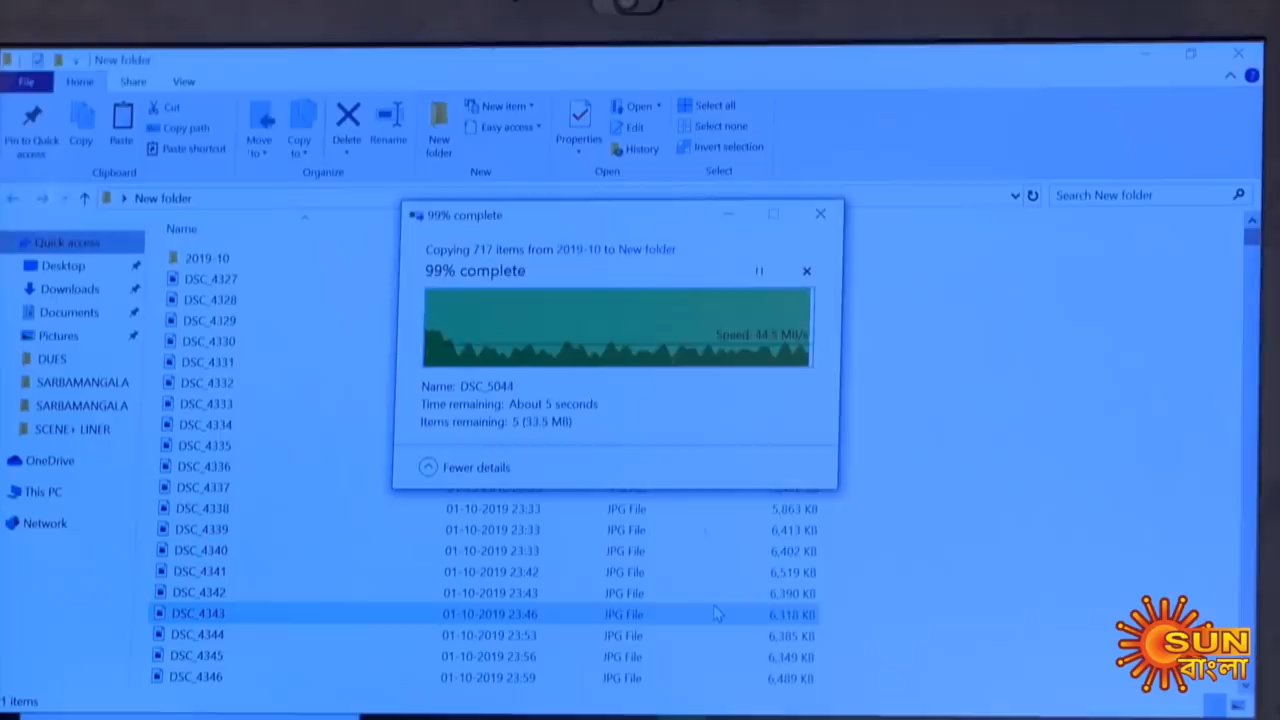 New folder
File Home Share View
Pin to Quick access
Copy
Paste
Cut
Copy path
Paste shortcut
Clipboard
Move to
Copy to
Delete
Rename
Organize
New folder
New item
Easy access
New
Properties
Open
Edit
History
Open
Select all
Select none
Invert selection
Select
New folder
Search New folder
Quick access
Desktop
Downloads
Documents
Pictures
DUES
SARBAMANGALA
SARBAMANGALA
SCENE+ LINER
OneDrive
This PC
Network
Name
2019-10
DSC_4327
DSC_4328
DSC_4329
DSC_4330
DSC_4331
DSC_4332
DSC_4333
DSC_4334
DSC_4335
DSC_4336
DSC_4337
DSC_4338 01-10-2019 23:33 JPG File 5,863 KB
DSC_4339 01-10-2019 23:33 JPG File 6,413 KB
DSC_4340 01-10-2019 23:33 JPG File 6,402 KB
DSC_4341 01-10-2019 23:42 JPG File 6,519 KB
DSC_4342 01-10-2019 23:43 JPG File 6,390 KB
DSC_4343 01-10-2019 23:46 JPG File 6,318 KB
DSC_4344 01-10-2019 23:53 JPG File 6,385 KB
DSC_4345 01-10-2019 23:56 JPG File 6,349 KB
DSC_4346 01-10-2019 23:59 JPG File 6,489 KB
1 items
99% complete
Copying 717 items from 2019-10 to New folder
99% complete
Speed: 44.5 MB/s
Name: DSC_5044
Time remaining: About 5 seconds
Items remaining: 5 (33.5 MB)
Fewer details
SUN
বাংলা